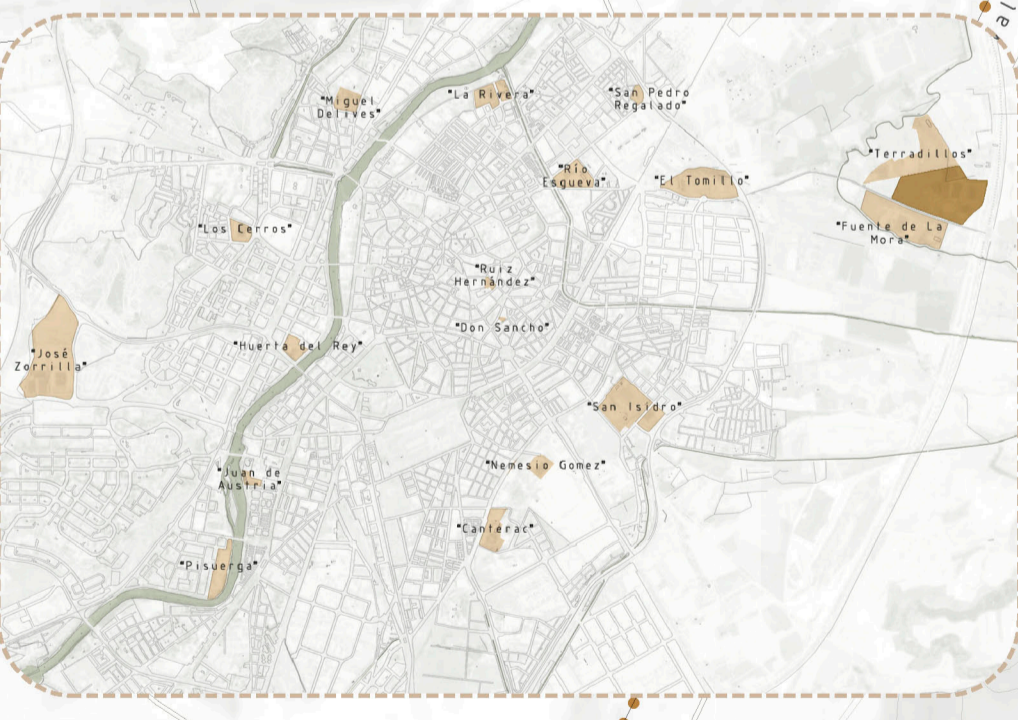 al
"Miguel
Delives"
"La Rivera"
"San Pedro
Regalado"
"Terradillos"
"Río
Esgueva"
"El Tomillo"
"Los Cerros"
"Fuente de La
Mora"
"Ruiz
Hernández"
"Don Sancho"
"Huerta del Rey"
"José
Zorrilla"
"San Isidro"
"Nemesio Gomez"
"Juan de
Austria"
"Canterac"
"Pisuerga"